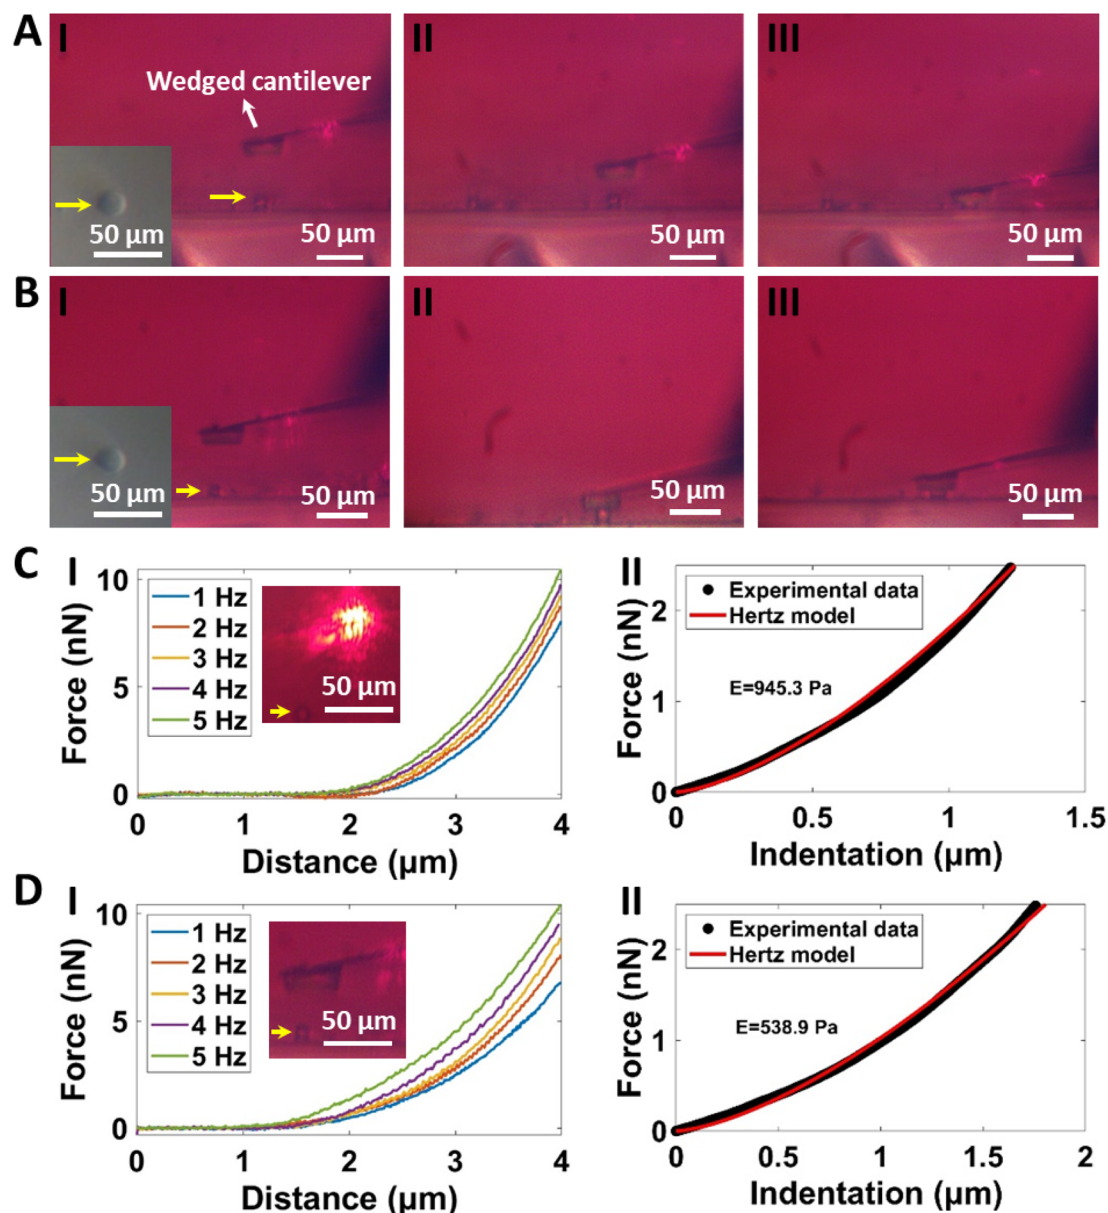 A
I
II
III
Wedged cantilever
50 µm
50 µm
50 µm
50 µm
B
I
II
III
50 µm
50 µm
50 µm
50 µm
C
I
10
5
0
Force (nN)
1 Hz
2 Hz
3 Hz
4 Hz
5 Hz
50 µm
0 1 2 3 4
Distance (µm)
II
2
1
0
Force (nN)
Experimental data
Hertz model
E=945.3 Pa
0 0.5 1 1.5
Indentation (µm)
D
I
10
5
0
Force (nN)
1 Hz
2 Hz
3 Hz
4 Hz
5 Hz
50 µm
0 1 2 3 4
Distance (µm)
II
2
1
0
Force (nN)
Experimental data
Hertz model
E=538.9 Pa
0 0.5 1 1.5 2
Indentation (µm)